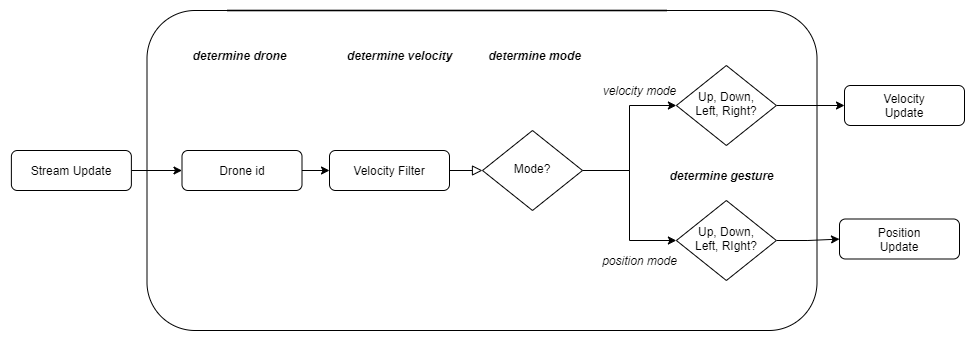 determine drone
determine velocity
determine mode
velocity mode
Up, Down,
Left, Right?
Velocity
Update
Stream Update
Drone id
Velocity Filter
Mode?
determine gesture
Up, Down,
Left, RIght?
position mode
Position
Update